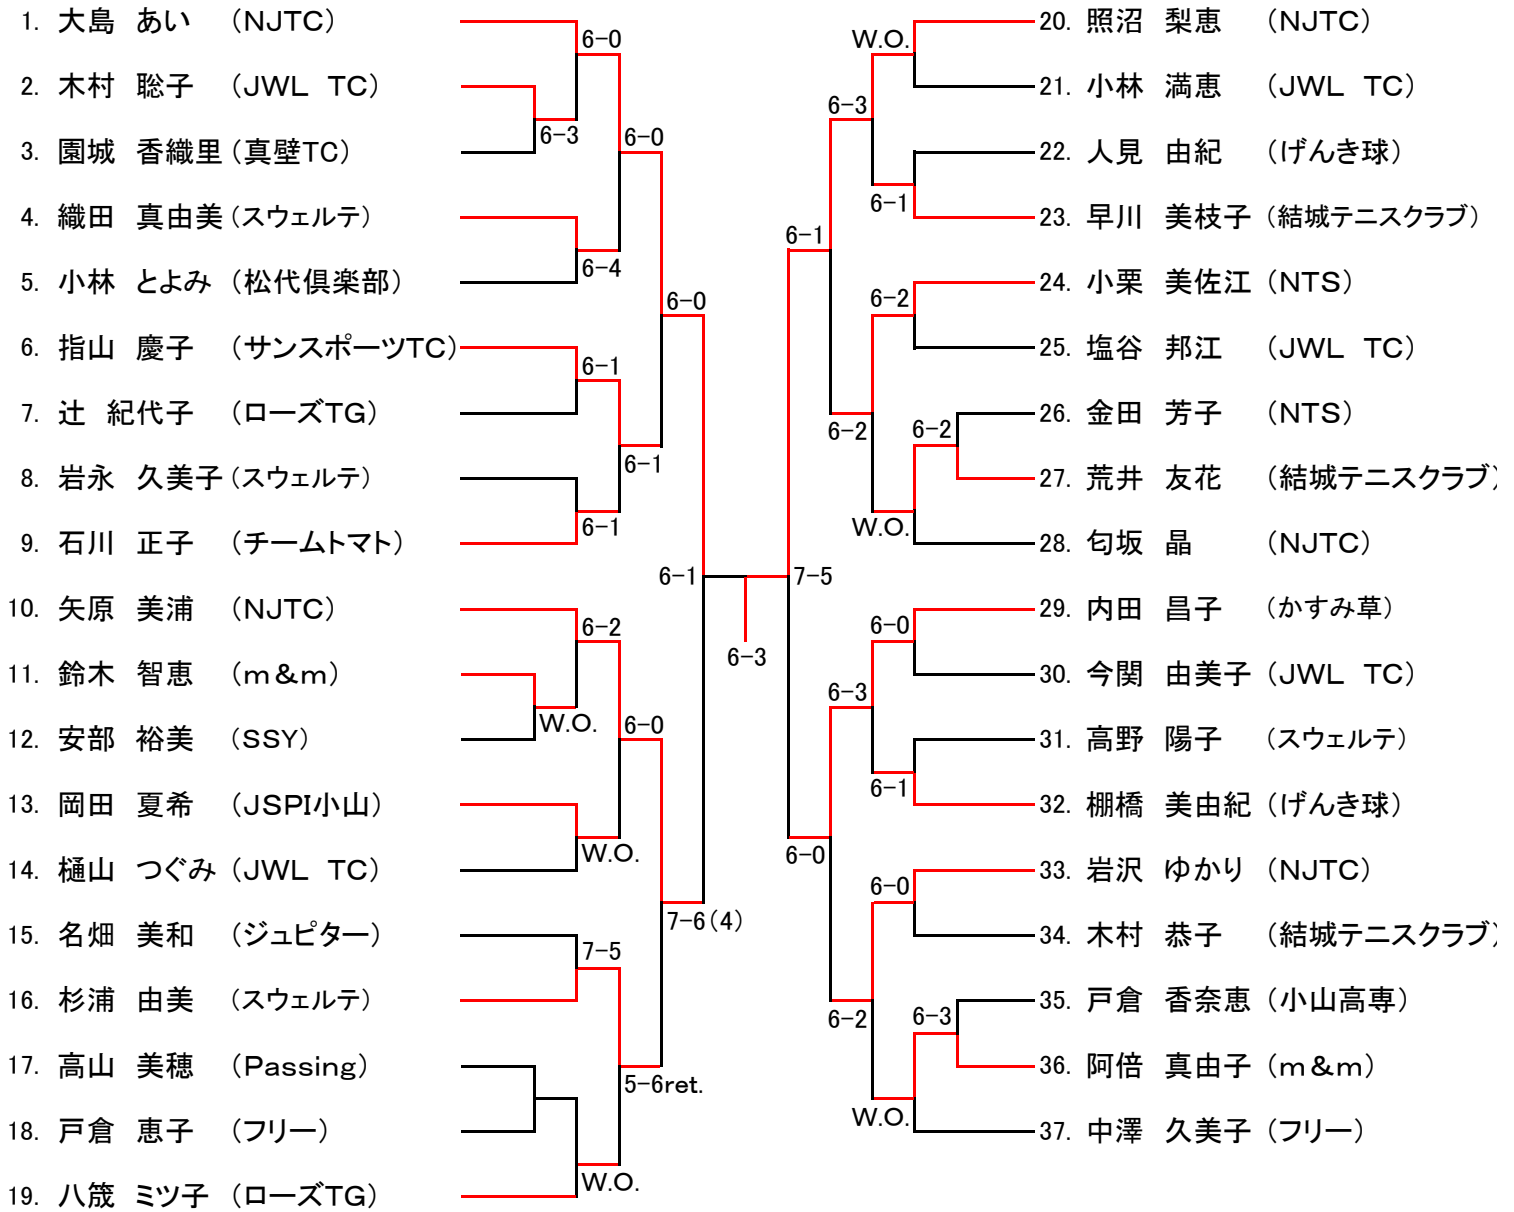 1. 大島 あい (NJTC)
2. 木村 聡子 (JWL TC)
3. 園城 香織里 (真壁TC)
4. 織田 真由美 (スウェルテ)
5. 小林 とよみ (松代倶楽部)
6. 指山 慶子 (サンスポーツTC)
7. 辻 紀代子 (ローズTG)
8. 岩永 久美子 (スウェルテ)
9. 石川 正子 (チームトマト)
10. 矢原 美浦 (NJTC)
11. 鈴木 智恵 (m&m)
12. 安部 裕美 (SSY)
13. 岡田 夏希 (JSPI小山)
14. 樋山 つぐみ (JWL TC)
15. 名畑 美和 (ジュピター)
16. 杉浦 由美 (スウェルテ)
17. 高山 美穂 (Passing)
18. 戸倉 恵子 (フリー)
19. 八筬 ミツ子 (ローズTG)
6-0
6-3
6-0
6-4
6-0
6-1
6-1
6-1
6-1
6-2
W.O.
6-0
W.O.
7-6(4)
7-5
5-6ret.
W.O.
6-3
W.O.
6-3
6-1
6-1
6-2
6-2
6-2
W.O.
7-5
6-0
6-3
6-1
6-0
6-0
6-2
6-3
W.O.
20. 照沼 梨恵 (NJTC)
21. 小林 満恵 (JWL TC)
22. 人見 由紀 (げんき球)
23. 早川 美枝子 (結城テニスクラブ)
24. 小栗 美佐江 (NTS)
25. 塩谷 邦江 (JWL TC)
26. 金田 芳子 (NTS)
27. 荒井 友花 (結城テニスクラブ)
28. 匂坂 晶 (NJTC)
29. 内田 昌子 (かすみ草)
30. 今関 由美子 (JWL TC)
31. 高野 陽子 (スウェルテ)
32. 棚橋 美由紀 (げんき球)
33. 岩沢 ゆかり (NJTC)
34. 木村 恭子 (結城テニスクラブ)
35. 戸倉 香奈恵 (小山高専)
36. 阿倍 真由子 (m&m)
37. 中澤 久美子 (フリー)